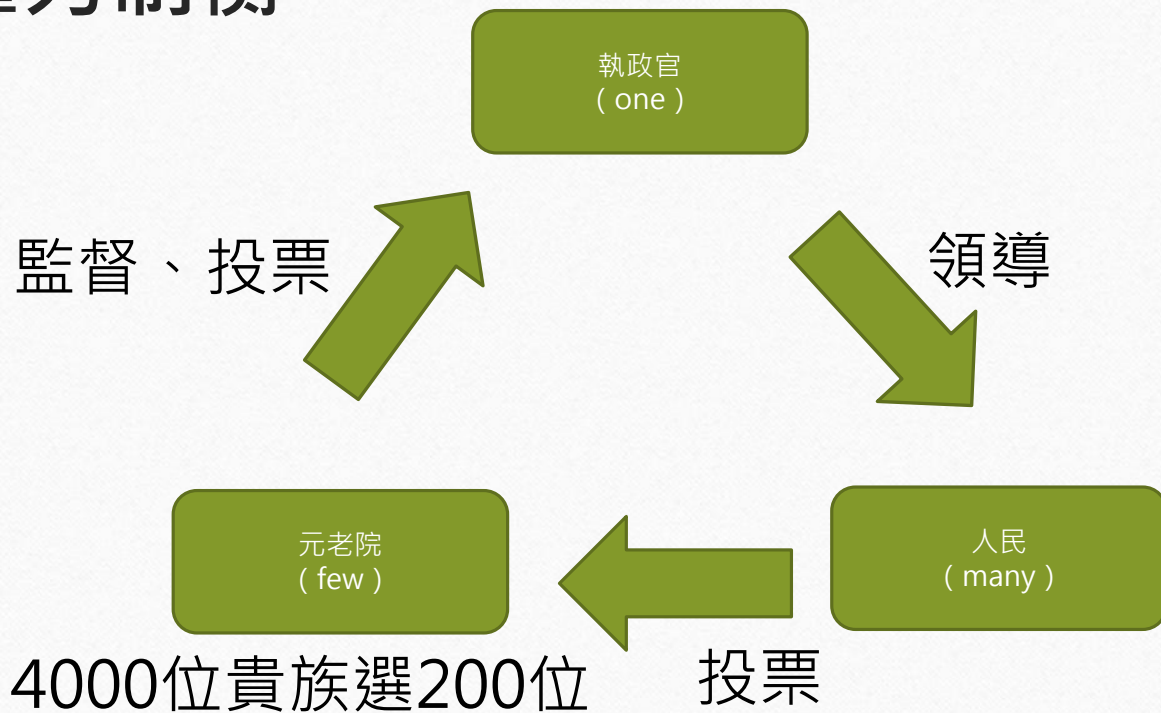 執政官
( one )
監督、投票
領導
元老院
( few )
人民
( many )
4000位貴族選200位
投票